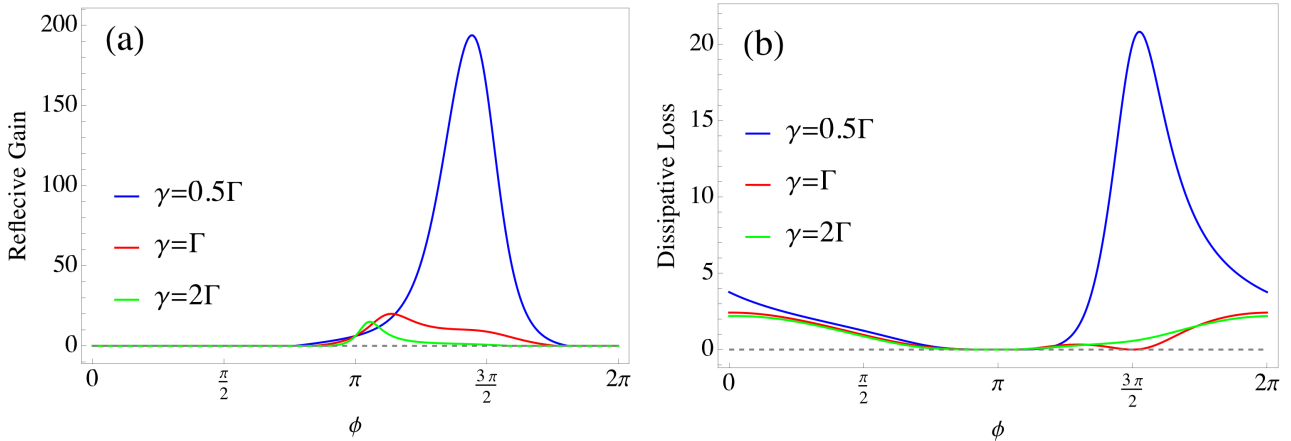 (a)
Reflecive Gain
200
150
100
50
0
γ=0.5Γ
γ=Γ
γ=2Γ
0
π/2
π
3π/2
2π
ϕ
(b)
Dissipative Loss
20
15
10
5
0
γ=0.5Γ
γ=Γ
γ=2Γ
0
π/2
π
3π/2
2π
ϕ